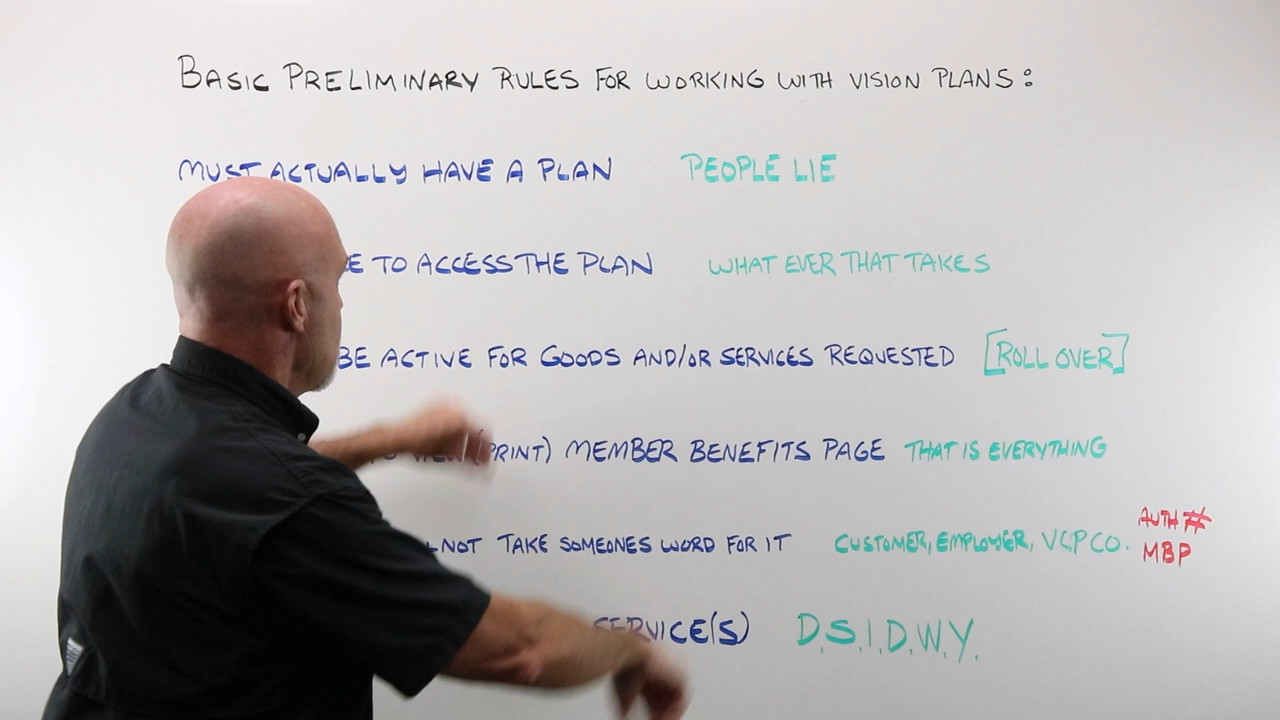 BASIC PRELIMINARY RULES FOR WORKING WITH VISION PLANS:
MUST ACTUALLY HAVE A PLAN PEOPLE LIE
TO ACCESS THE PLAN WHAT EVER THAT TAKES
BE ACTIVE FOR GOODS AND/OR SERVICES REQUESTED [ROLL OVER]
VIEW (PRINT) MEMBER BENEFITS PAGE THAT IS EVERYTHING
NOT TAKE SOMEONES WORD FOR IT CUSTOMER, EMPLOYER, VCP CO.
AUTH #
MBP
SERVICE(S) D.S.I.D.W.Y.